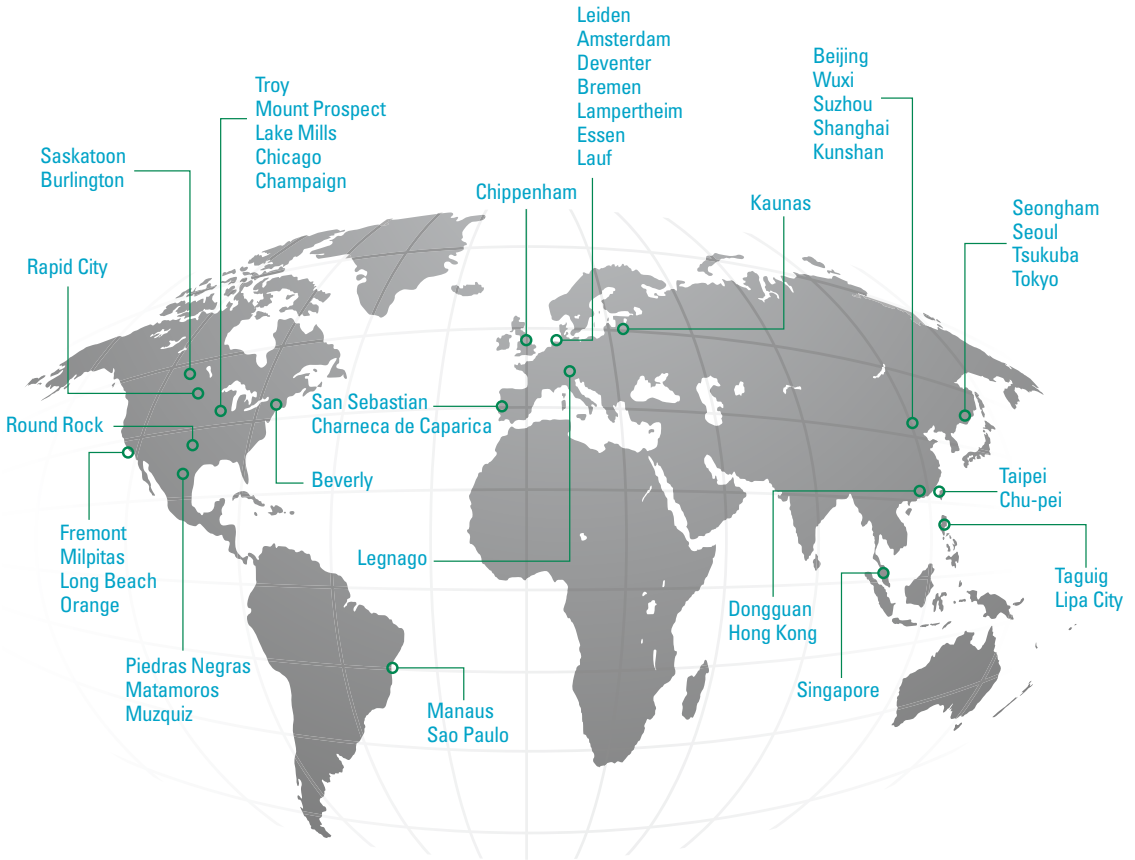 Leiden
Amsterdam
Deventer
Bremen
Lampertheim
Essen
Lauf
Beijing
Wuxi
Suzhou
Shanghai
Kunshan
Troy
Mount Prospect
Lake Mills
Chicago
Champaign
Saskatoon
Burlington
Chippenham
Kaunas
Seongham
Seoul
Tsukuba
Tokyo
Rapid City
San Sebastian
Charneca de Caparica
Round Rock
Beverly
Taipei
Chu-pei
Fremont
Milpitas
Long Beach
Orange
Legnago
Taguig
Lipa City
Dongguan
Hong Kong
Piedras Negras
Matamoros
Muzquiz
Singapore
Manaus
Sao Paulo